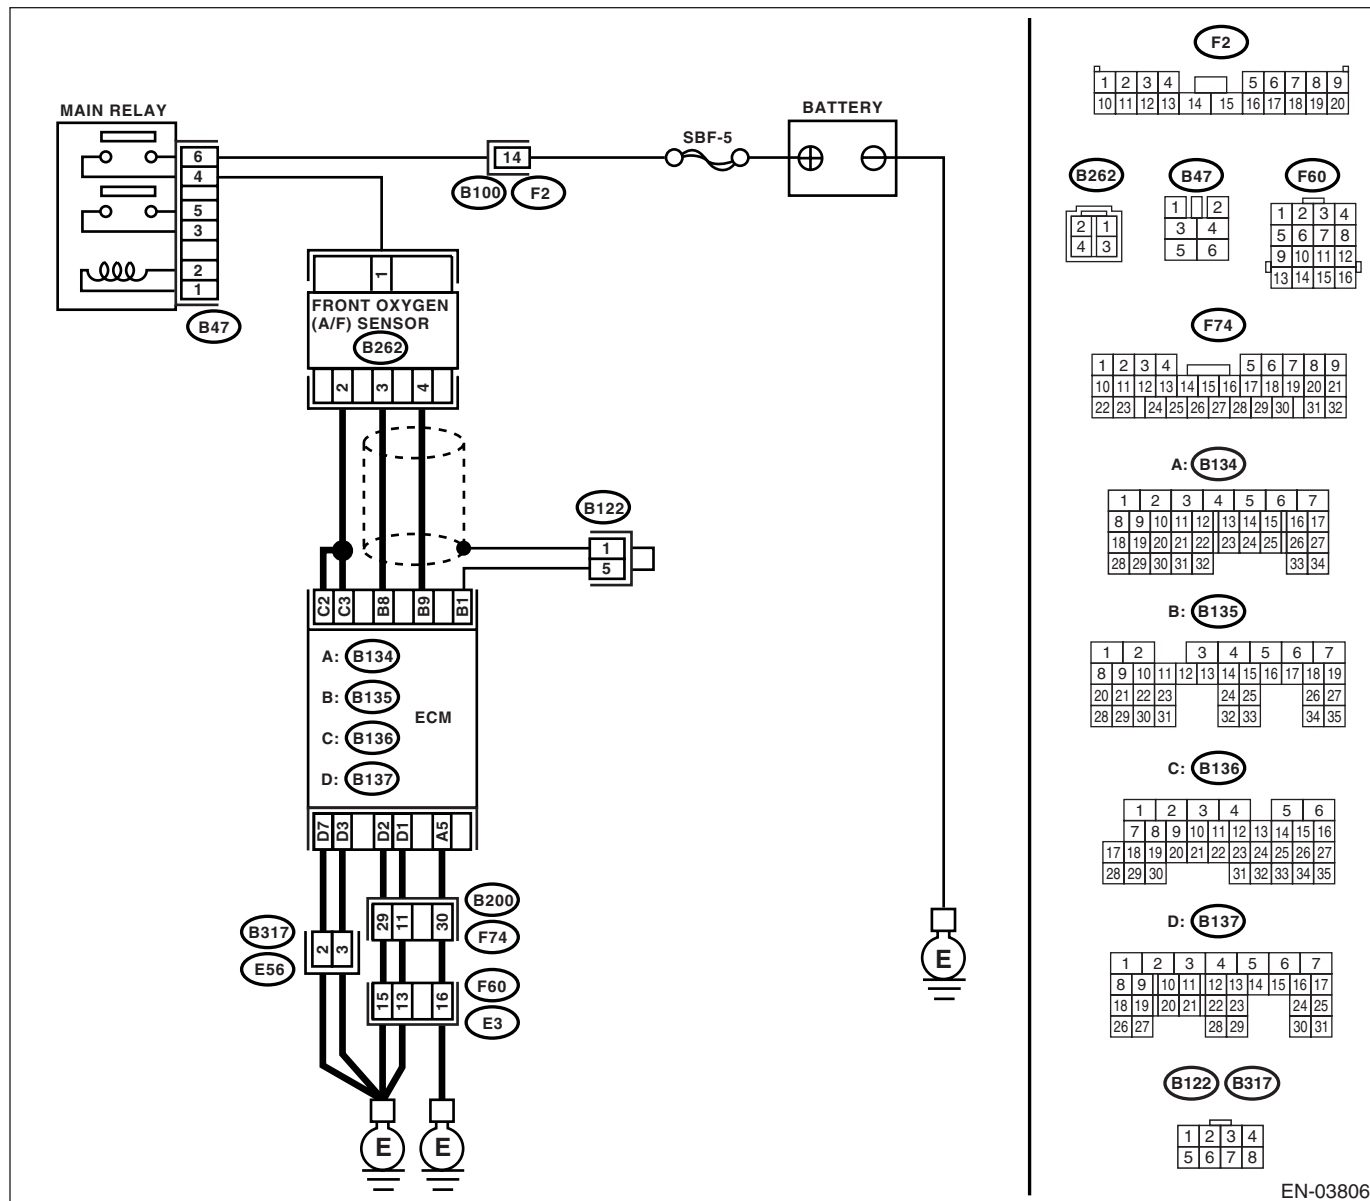 MAIN RELAY
6
4
5
3
2
1
B47
14
B100 F2
SBF-5
BATTERY
1
FRONT OXYGEN
(A/F) SENSOR
B262
2 3 4
B122
1
5
C2 C3 B8 B9 B1
A: B134
B: B135
C: B136
D: B137
ECM
D7 D3 D2 D1 A5
B200
29 11 30
F74
B317
2 3
E56
F60
15 13 16
E3
E E
E
F2
1 2 3 4 5 6 7 8 9
10 11 12 13 14 15 16 17 18 19 20
B262
2 1
4 3
B47
1 2
3 4
5 6
F60
1 2 3 4
5 6 7 8
9 10 11 12
13 14 15 16
F74
1 2 3 4 5 6 7 8 9
10 11 12 13 14 15 16 17 18 19 20 21
22 23 24 25 26 27 28 29 30 31 32
A: B134
1 2 3 4 5 6 7
8 9 10 11 12 13 14 15 16 17
18 19 20 21 22 23 24 25 26 27
28 29 30 31 32 33 34
B: B135
1 2 3 4 5 6 7
8 9 10 11 12 13 14 15 16 17 18 19
20 21 22 23 24 25 26 27
28 29 30 31 32 33 34 35
C: B136
1 2 3 4 5 6
7 8 9 10 11 12 13 14 15 16
17 18 19 20 21 22 23 24 25 26 27
28 29 30 31 32 33 34 35
D: B137
1 2 3 4 5 6 7
8 9 10 11 12 13 14 15 16 17
18 19 20 21 22 23 24 25
26 27 28 29 30 31
B122 B317
1 2 3 4
5 6 7 8
EN-03806